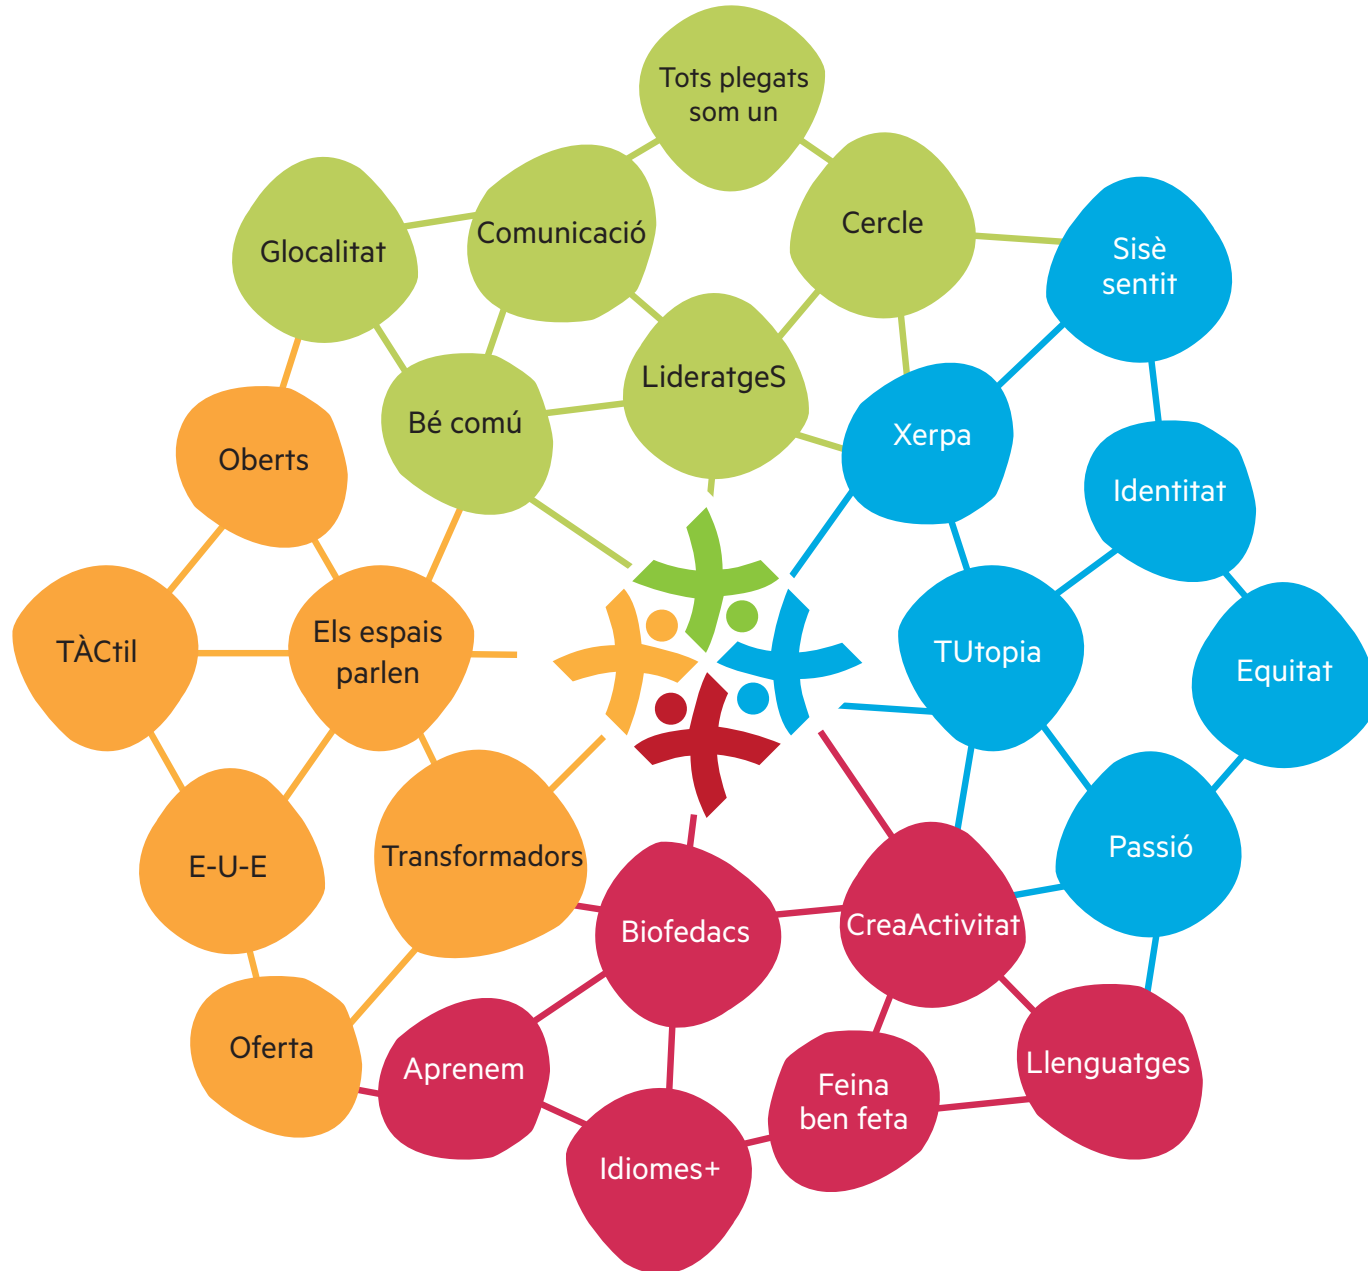 Tots plegats
som un
Glocalitat
Comunicació
Cercle
Sisè
sentit
LideratgeS
Bé comú
Xerpa
Oberts
Identitat
TÀCtil
Els espais
parlen
TUtopia
Equitat
E-U-E
Transformadors
Passió
Biofedacs
CreaActivitat
Oferta
Aprenem
Feina
ben feta
Llenguatges
Idiomes+